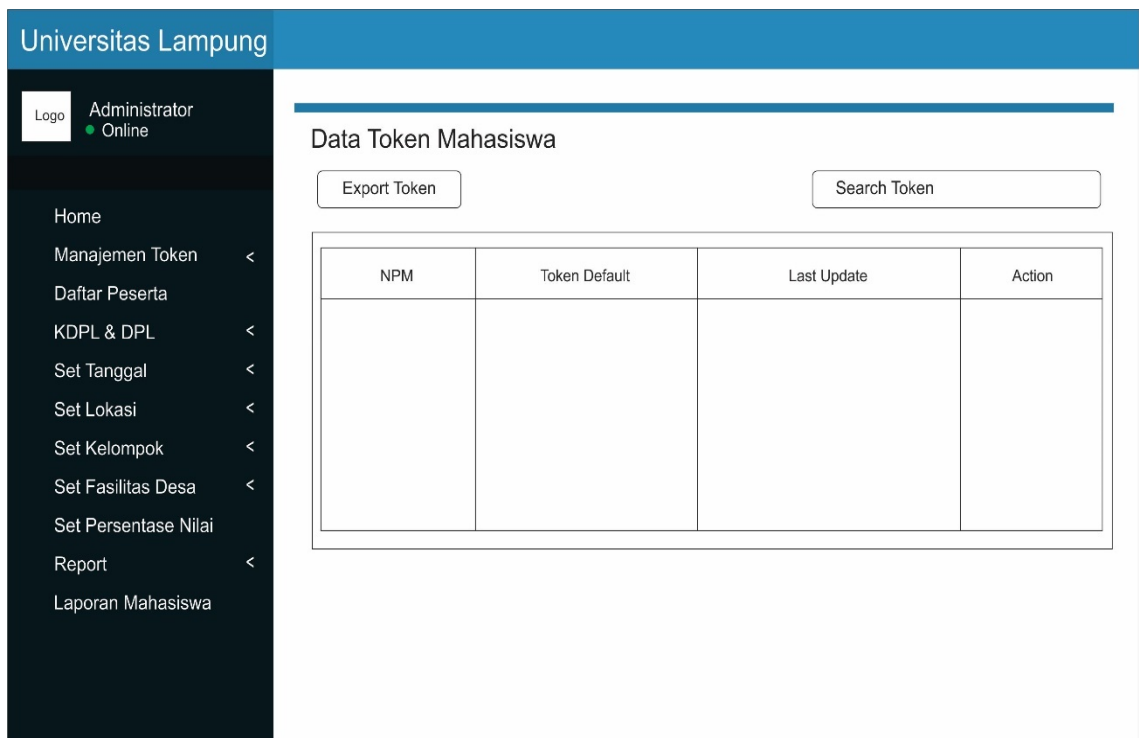 Universitas Lampung
Logo
Administrator
Online
Home
Manajemen Token <
Daftar Peserta
KDPL & DPL <
Set Tanggal <
Set Lokasi <
Set Kelompok <
Set Fasilitas Desa <
Set Persentase Nilai
Report <
Laporan Mahasiswa
Data Token Mahasiswa
Export Token
Search Token
NPM Token Default Last Update Action